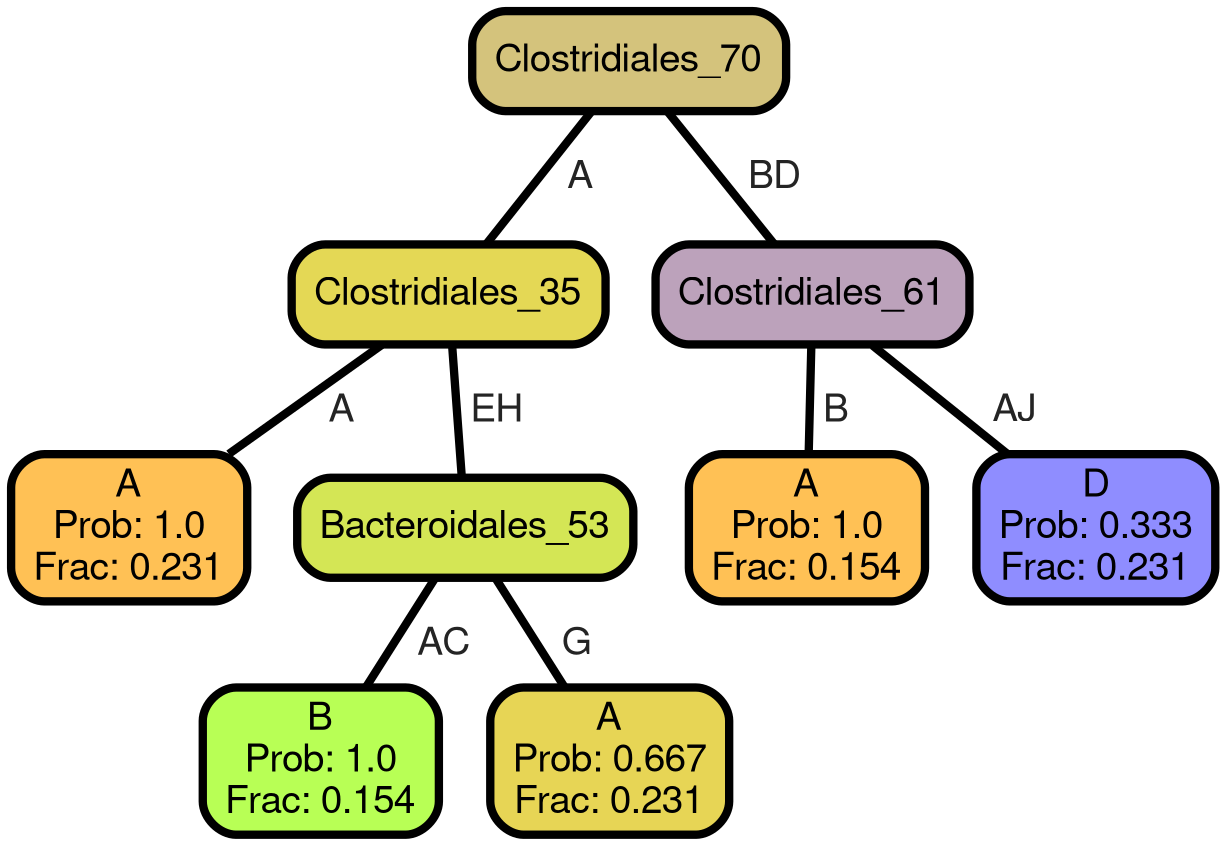 Clostridiales_70
A
BD
Clostridiales_35
Clostridiales_61
A
EH
B
AJ
A
Prob: 1.0
Frac: 0.231
Bacteroidales_53
A
Prob: 1.0
Frac: 0.154
D
Prob: 0.333
Frac: 0.231
AC
G
B
Prob: 1.0
Frac: 0.154
A
Prob: 0.667
Frac: 0.231